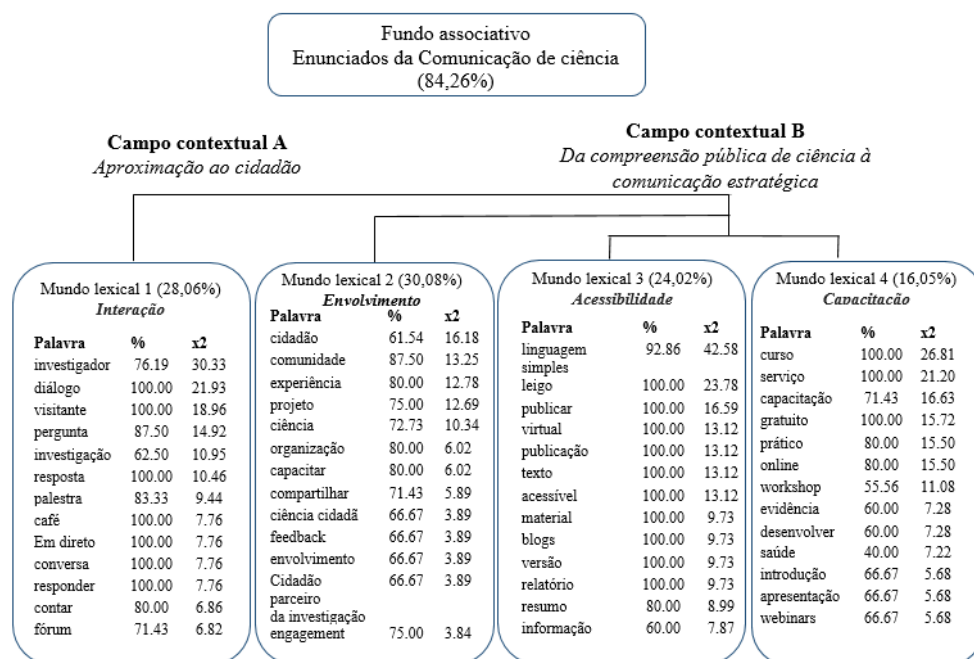 Fundo associativo
Enunciados da Comunicação de ciência
(84,26%)
Campo contextual A
Aproximação ao cidadão
Campo contextual B
Da compreensão pública de ciência à
comunicação estratégica
Mundo lexical 1 (28,06%)
Interação
Palavra % x2
investigador 76.19 30.33
diálogo 100.00 21.93
visitante 100.00 18.96
pergunta 87.50 14.92
investigação 62.50 10.95
resposta 100.00 10.46
palestra 83.33 9.44
café 100.00 7.76
Em direto 100.00 7.76
conversa 100.00 7.76
responder 100.00 7.76
contar 80.00 6.86
fórum 71.43 6.82
Mundo lexical 2 (30,08%)
Envolvimento
Palavra % x2
cidadão 61.54 16.18
comunidade 87.50 13.25
experiência 80.00 12.78
projeto 75.00 12.69
ciência 72.73 10.34
organização 80.00 6.02
capacitar 80.00 6.02
compartilhar 71.43 5.89
ciência cidadã 66.67 3.89
feedback 66.67 3.89
envolvimento 66.67 3.89
Cidadão 66.67 3.89
parceiro
da investigação
engagement 75.00 3.84
Mundo lexical 3 (24,02%)
Acessibilidade
Palavra % x2
linguagem 92.86 42.58
simples
leigo 100.00 23.78
publicar 100.00 16.59
virtual 100.00 13.12
publicação 100.00 13.12
texto 100.00 13.12
acessível 100.00 13.12
material 100.00 9.73
blogs 100.00 9.73
versão 100.00 9.73
relatório 100.00 9.73
resumo 80.00 8.99
informação 60.00 7.87
Mundo lexical 4 (16,05%)
Capacitação
Palavra % x2
curso 100.00 26.81
serviço 100.00 21.20
capacitação 71.43 16.63
gratuito 100.00 15.72
prático 80.00 15.50
online 80.00 15.50
workshop 55.56 11.08
evidência 60.00 7.28
desenvolver 60.00 7.28
saúde 40.00 7.22
introdução 66.67 5.68
apresentação 66.67 5.68
webinars 66.67 5.68